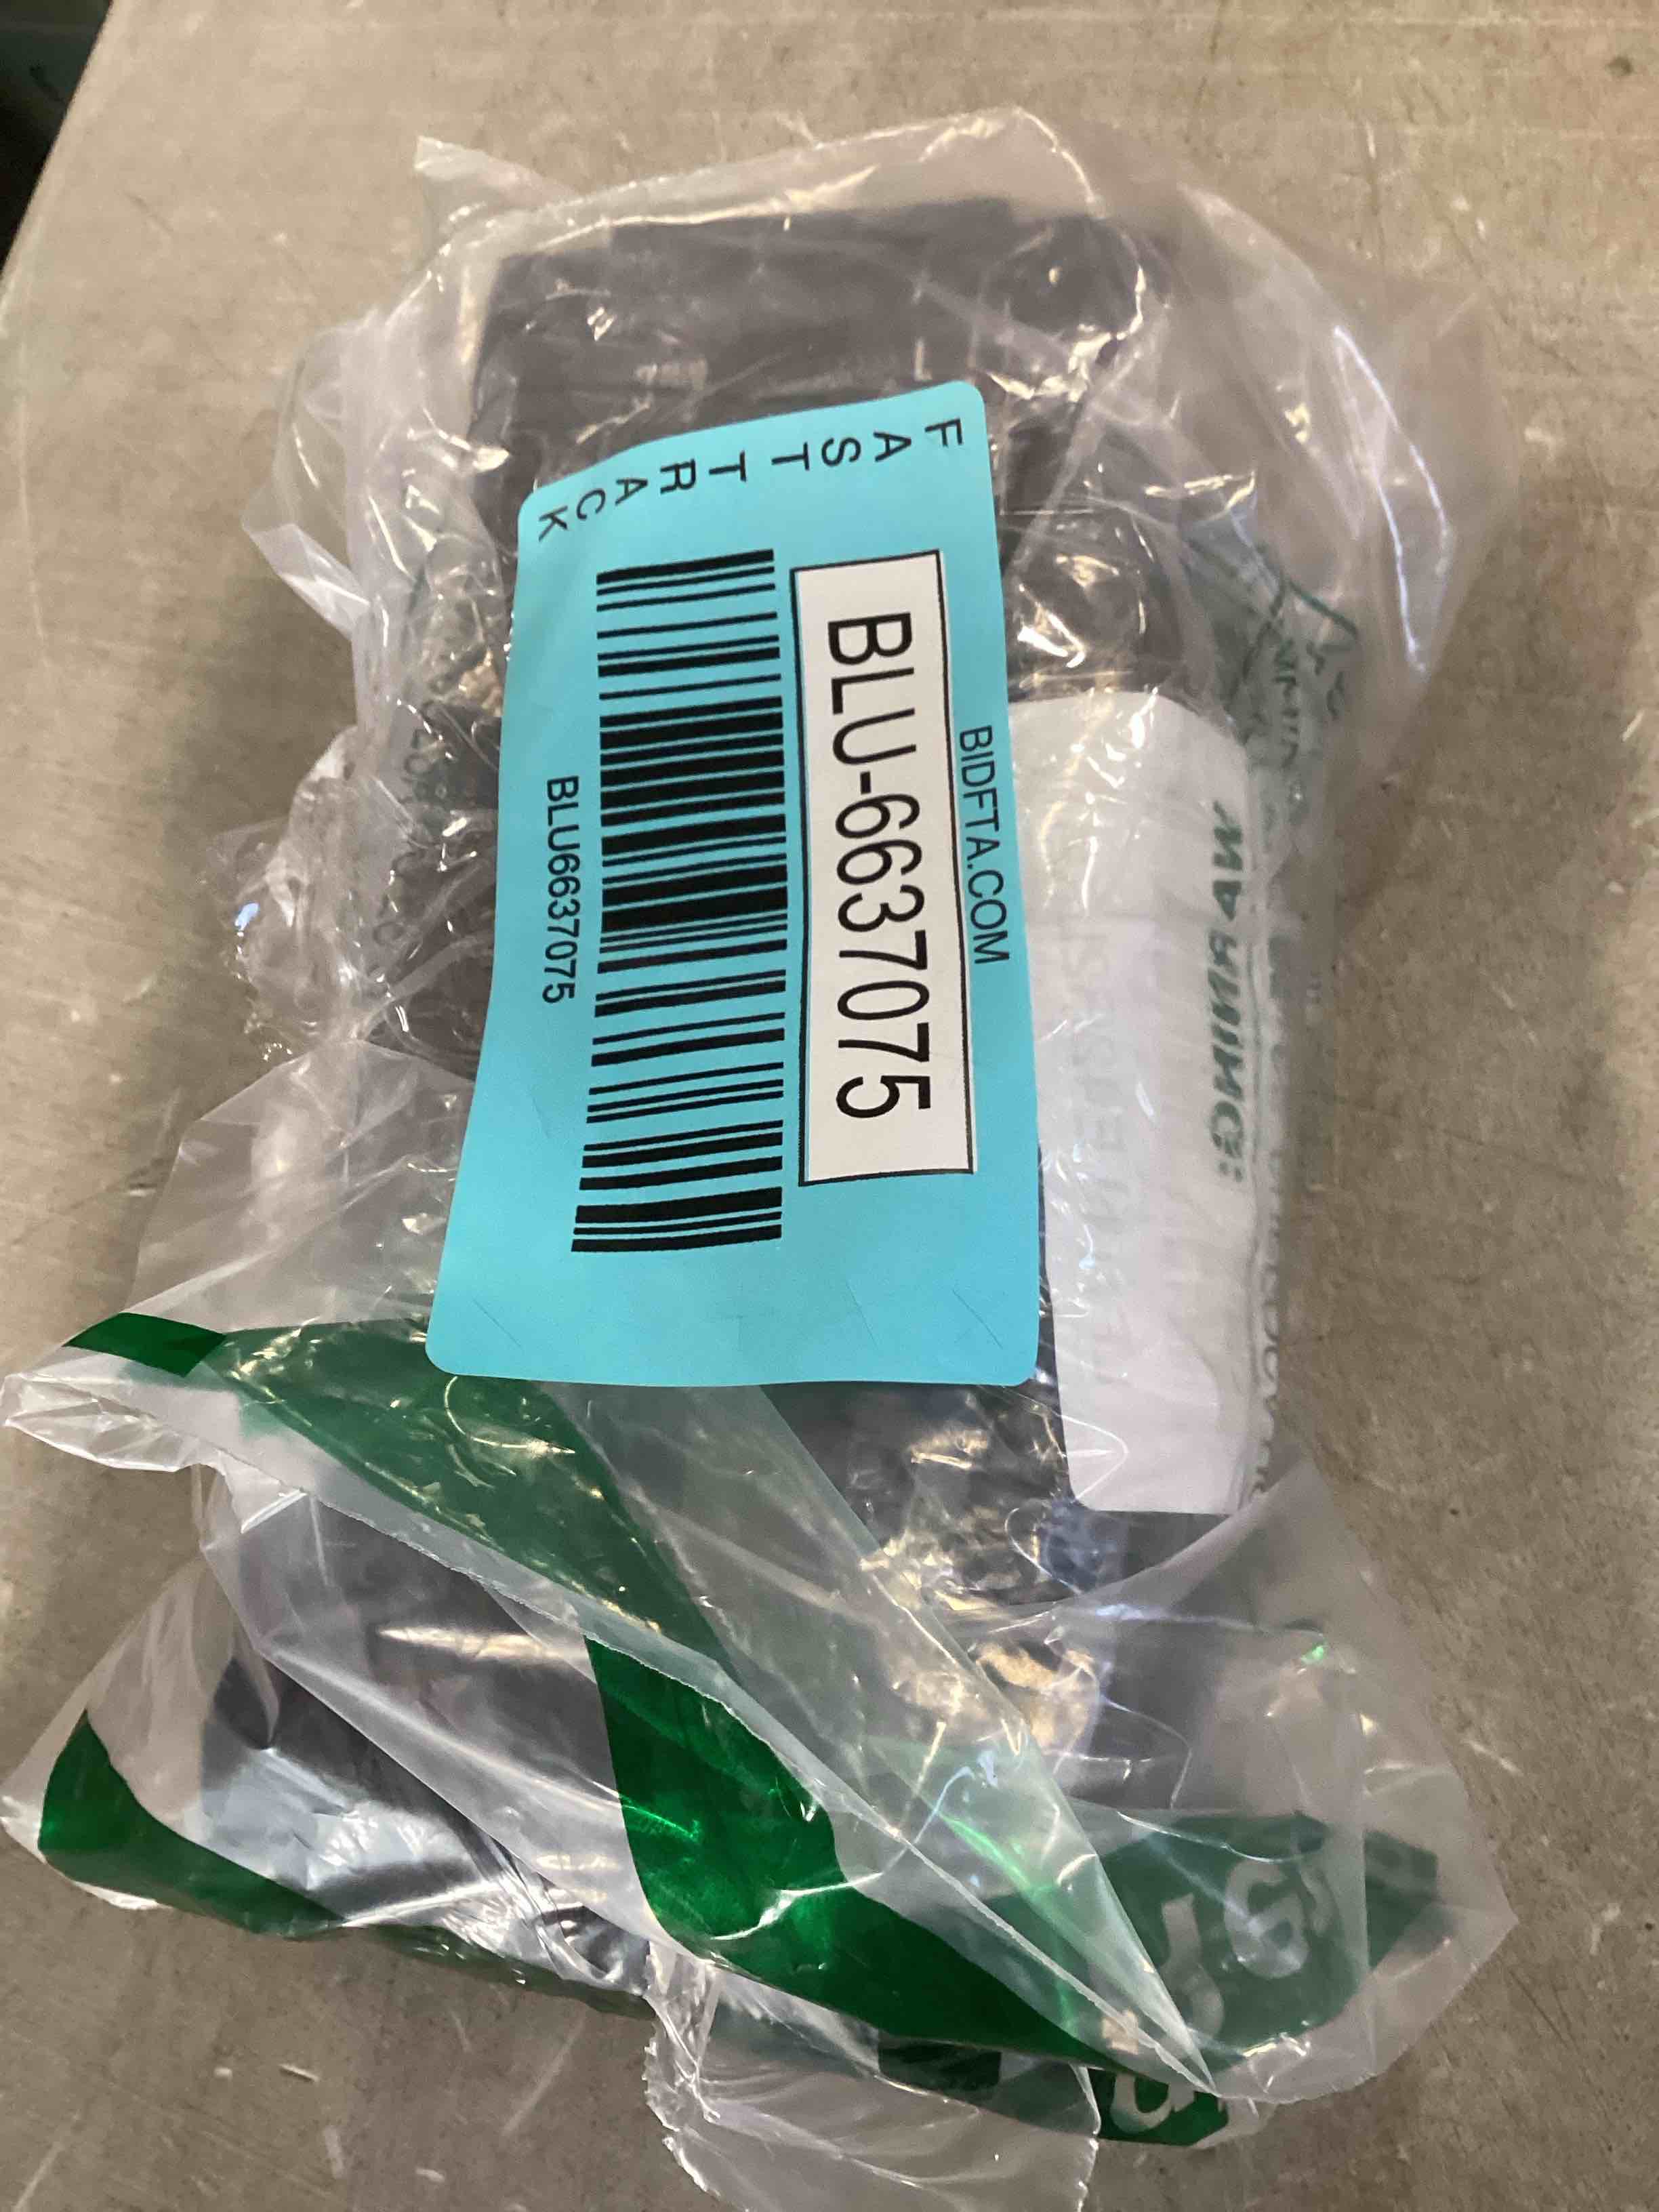 FAST TRACK
BIDFTA.COM
BLU-6637075
BLU6637075
WARNING: